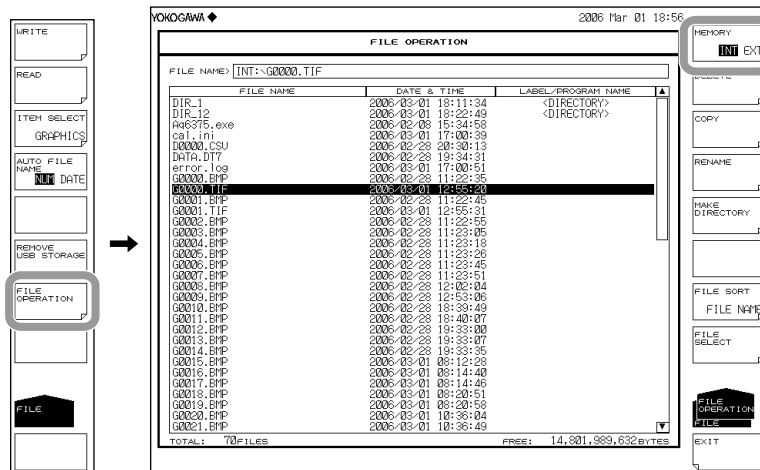 WRITE
READ
ITEM SELECT
GRAPHICS
AUTO FILE
NAME
NUM DATE
REMOVE
USB STORAGE
FILE
OPERATION
FILE
YOKOGAWA ◆ 2006 Mar 01 18:56
FILE OPERATION
FILE NAME> INT:\G0000.TIF
FILE NAME DATE & TIME LABEL/PROGRAM NAME
DIR_1 2006/03/01 18:11:34 <DIRECTORY>
DIR_12 2006/03/01 18:22:49 <DIRECTORY>
Aq6375.exe 2006/02/08 15:34:58
cal.ini 2006/03/01 17:00:39
D0000.CSV 2006/02/28 20:30:13
DATA.DT7 2006/02/28 19:34:31
error.log 2006/03/01 17:00:51
G0000.BMP 2006/02/28 11:22:35
G0000.TIF 2006/03/01 12:55:20
G0001.BMP 2006/02/28 11:22:45
G0001.TIF 2006/03/01 12:55:31
G0002.BMP 2006/02/28 11:22:55
G0003.BMP 2006/02/28 11:23:05
G0004.BMP 2006/02/28 11:23:18
G0005.BMP 2006/02/28 11:23:26
G0006.BMP 2006/02/28 11:23:45
G0007.BMP 2006/02/28 11:23:51
G0008.BMP 2006/02/28 12:02:04
G0009.BMP 2006/02/28 12:53:06
G0010.BMP 2006/02/28 18:39:49
G0011.BMP 2006/02/28 18:40:07
G0012.BMP 2006/02/28 19:33:00
G0013.BMP 2006/02/28 19:33:07
G0014.BMP 2006/02/28 19:33:35
G0015.BMP 2006/03/01 08:12:28
G0016.BMP 2006/03/01 08:14:40
G0017.BMP 2006/03/01 08:14:46
G0018.BMP 2006/03/01 08:20:51
G0019.BMP 2006/03/01 08:20:58
G0020.BMP 2006/03/01 10:36:04
G0021.BMP 2006/03/01 10:36:49
TOTAL: 70FILES FREE: 14,801,989,632BYTES
MEMORY
INT EXT
DELETE
COPY
RENAME
MAKE
DIRECTORY
FILE SORT
FILE NAME
FILE
SELECT
FILE
OPERATION
FILE
EXIT